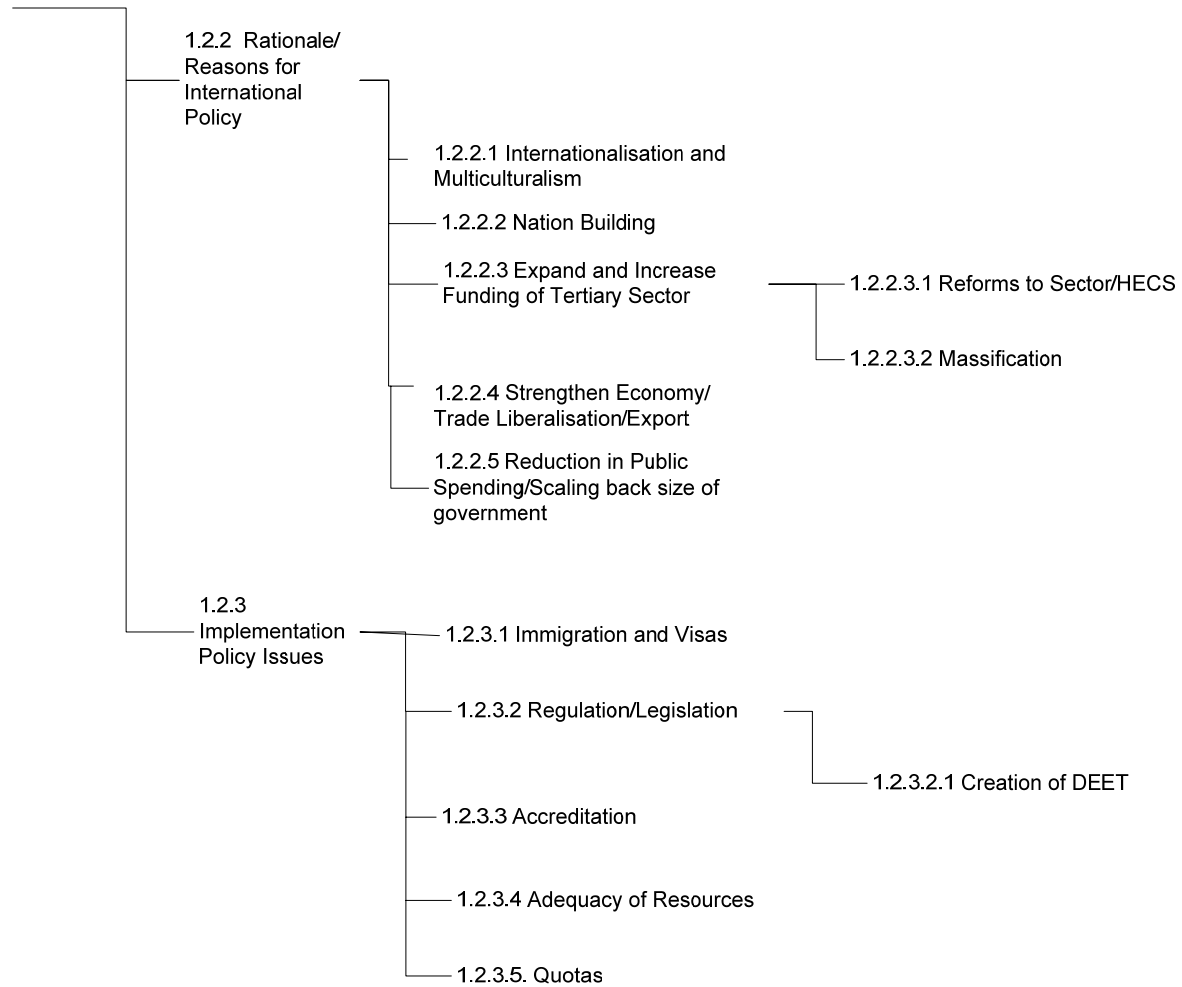 1.2.2 Rationale/
Reasons for
International
Policy
1.2.2.1 Internationalisation and
Multiculturalism
1.2.2.2 Nation Building
1.2.2.3 Expand and Increase
Funding of Tertiary Sector
1.2.2.3.1 Reforms to Sector/HECS
1.2.2.3.2 Massification
1.2.2.4 Strengthen Economy/
Trade Liberalisation/Export
1.2.2.5 Reduction in Public
Spending/Scaling back size of
government
1.2.3
Implementation
Policy Issues
1.2.3.1 Immigration and Visas
1.2.3.2 Regulation/Legislation
1.2.3.2.1 Creation of DEET
1.2.3.3 Accreditation
1.2.3.4 Adequacy of Resources
1.2.3.5. Quotas